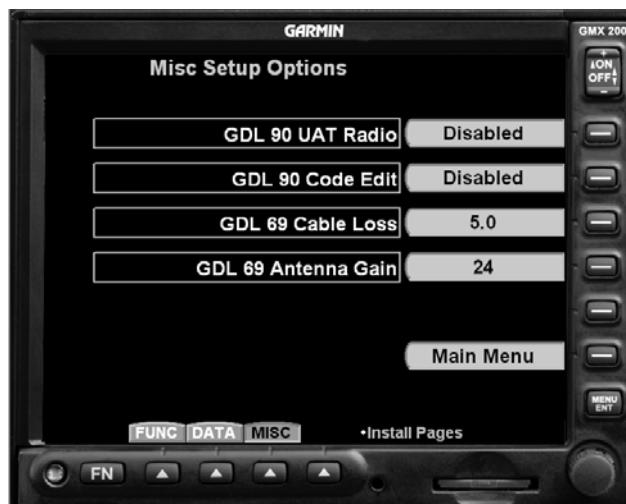 GARMIN
GMX 200
Misc Setup Options
+
ON
OFF
−
GDL 90 UAT Radio Disabled
GDL 90 Code Edit Disabled
GDL 69 Cable Loss 5.0
GDL 69 Antenna Gain 24
Main Menu
MENU
ENT
FUNC DATA MISC •Install Pages
FN